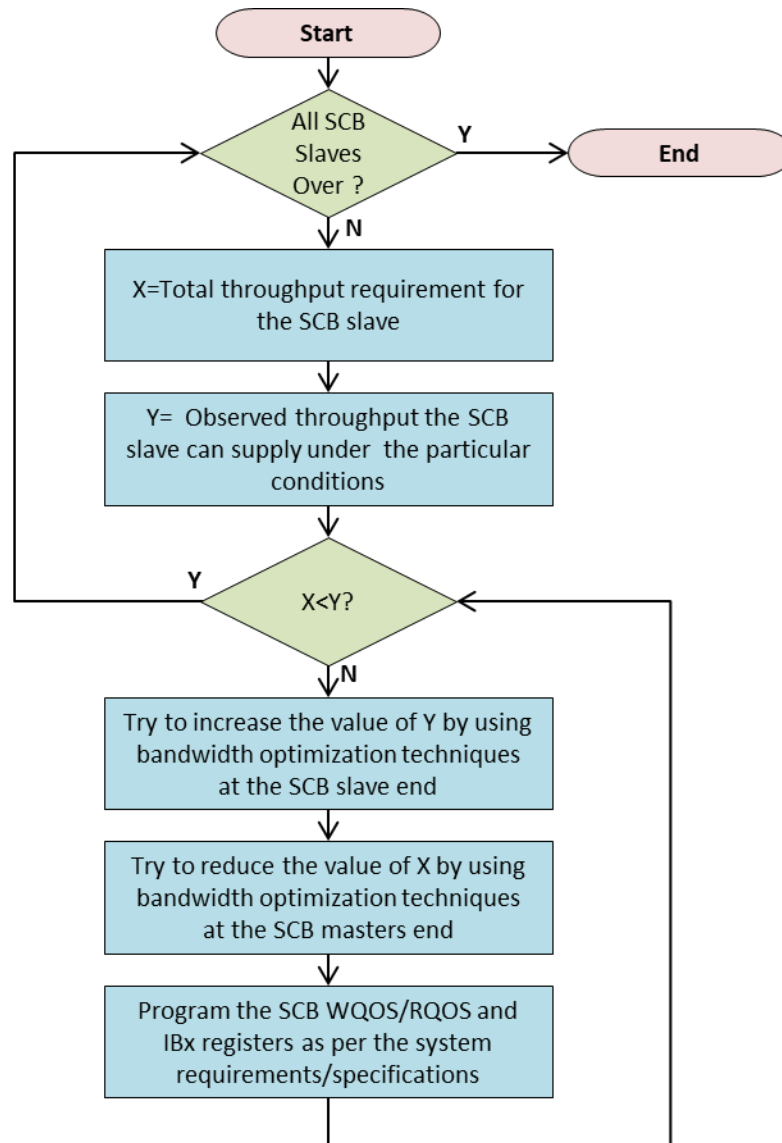 Start
All SCB
Slaves
Over ?
Y
End
N
X=Total throughput requirement for
the SCB slave
Y= Observed throughput the SCB
slave can supply under the particular
conditions
Y
X<Y?
N
Try to increase the value of Y by using
bandwidth optimization techniques
at the SCB slave end
Try to reduce the value of X by using
bandwidth optimization techniques
at the SCB masters end
Program the SCB WQOS/RQOS and
IBx registers as per the system
requirements/specifications